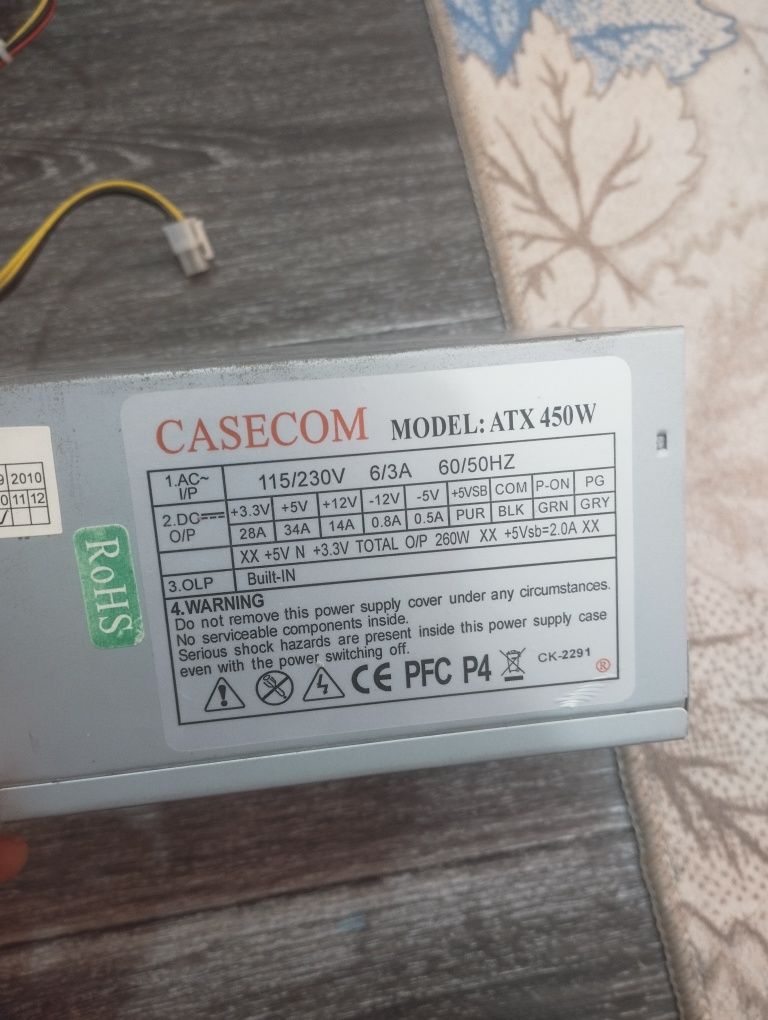 CASECOM MODEL: ATX 450W
1.AC~ I/P 115/230V 6/3A 60/50HZ
2.DC⎓ O/P +3.3V +5V +12V -12V -5V +5VSB COM P-ON PG
28A 34A 14A 0.8A 0.5A PUR BLK GRN GRY
XX +5V N +3.3V TOTAL O/P 260W XX +5Vsb=2.0A XX
3.OLP Built-IN
4.WARNING
Do not remove this power supply cover under any circumstances.
No serviceable components inside.
Serious shock hazards are present inside this power supply case
even with the power switching off.
CE PFC P4 CK-2291 ®
RoHS
2010
11 12